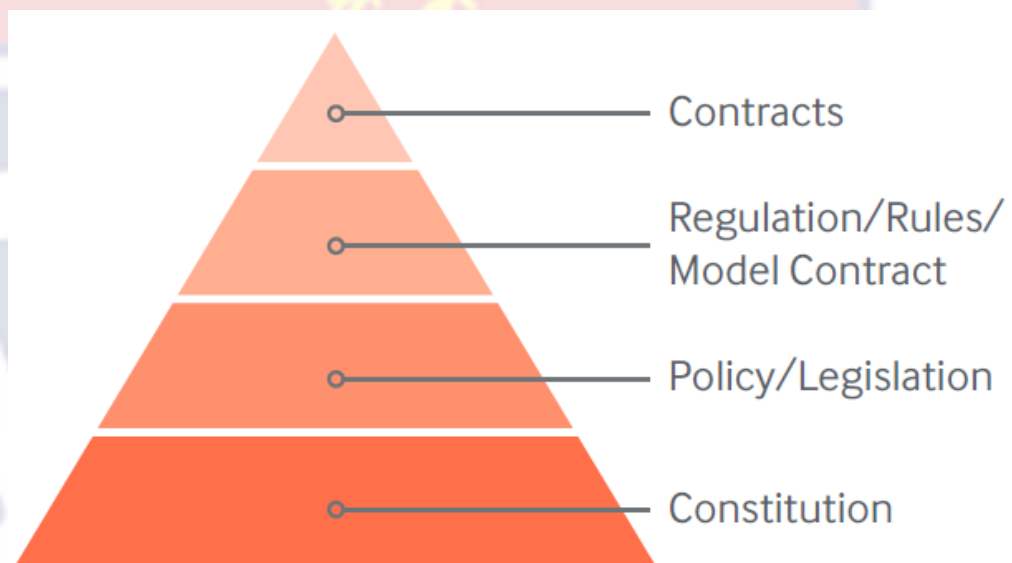 Contracts
Regulation/Rules/
Model Contract
Policy/Legislation
Constitution